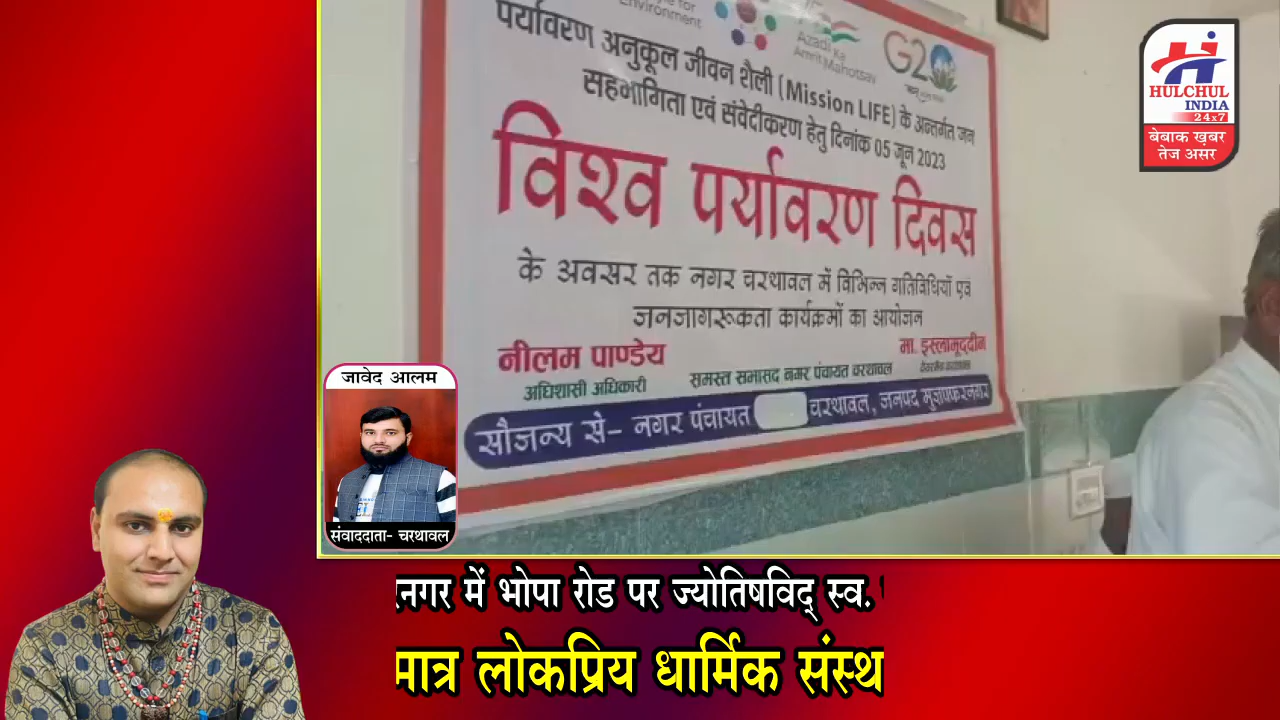 Environment
Azadi Ka
Amrit Mahotsav
G20
पर्यावरण अनुकूल जीवन शैली (Mission LIFE) के अन्तर्गत जन
सहभागिता एवं संवेदीकरण हेतु दिनांक 05 जून 2023
विश्व पर्यावरण दिवस
के अवसर तक नगर चरथावल में विभिन्न गतिविधियाँ एवं
जनजागरूकता कार्यक्रमों का आयोजन
नीलम पाण्डेय
अधिशासी अधिकारी
समस्त सभासद नगर पंचायत चरथावल
मा. इस्लामूददीन
सौजन्य से- नगर पंचायत चरथावल, जनपद मुज़फ्फरनगर
HULCHUL
INDIA
24x7
बेबाक ख़बर
तेज असर
जावेद आलम
संवाददाता- चरथावल
नगर में भोपा रोड पर ज्योतिषविद् स्व.
मात्र लोकप्रिय धार्मिक संस्थ